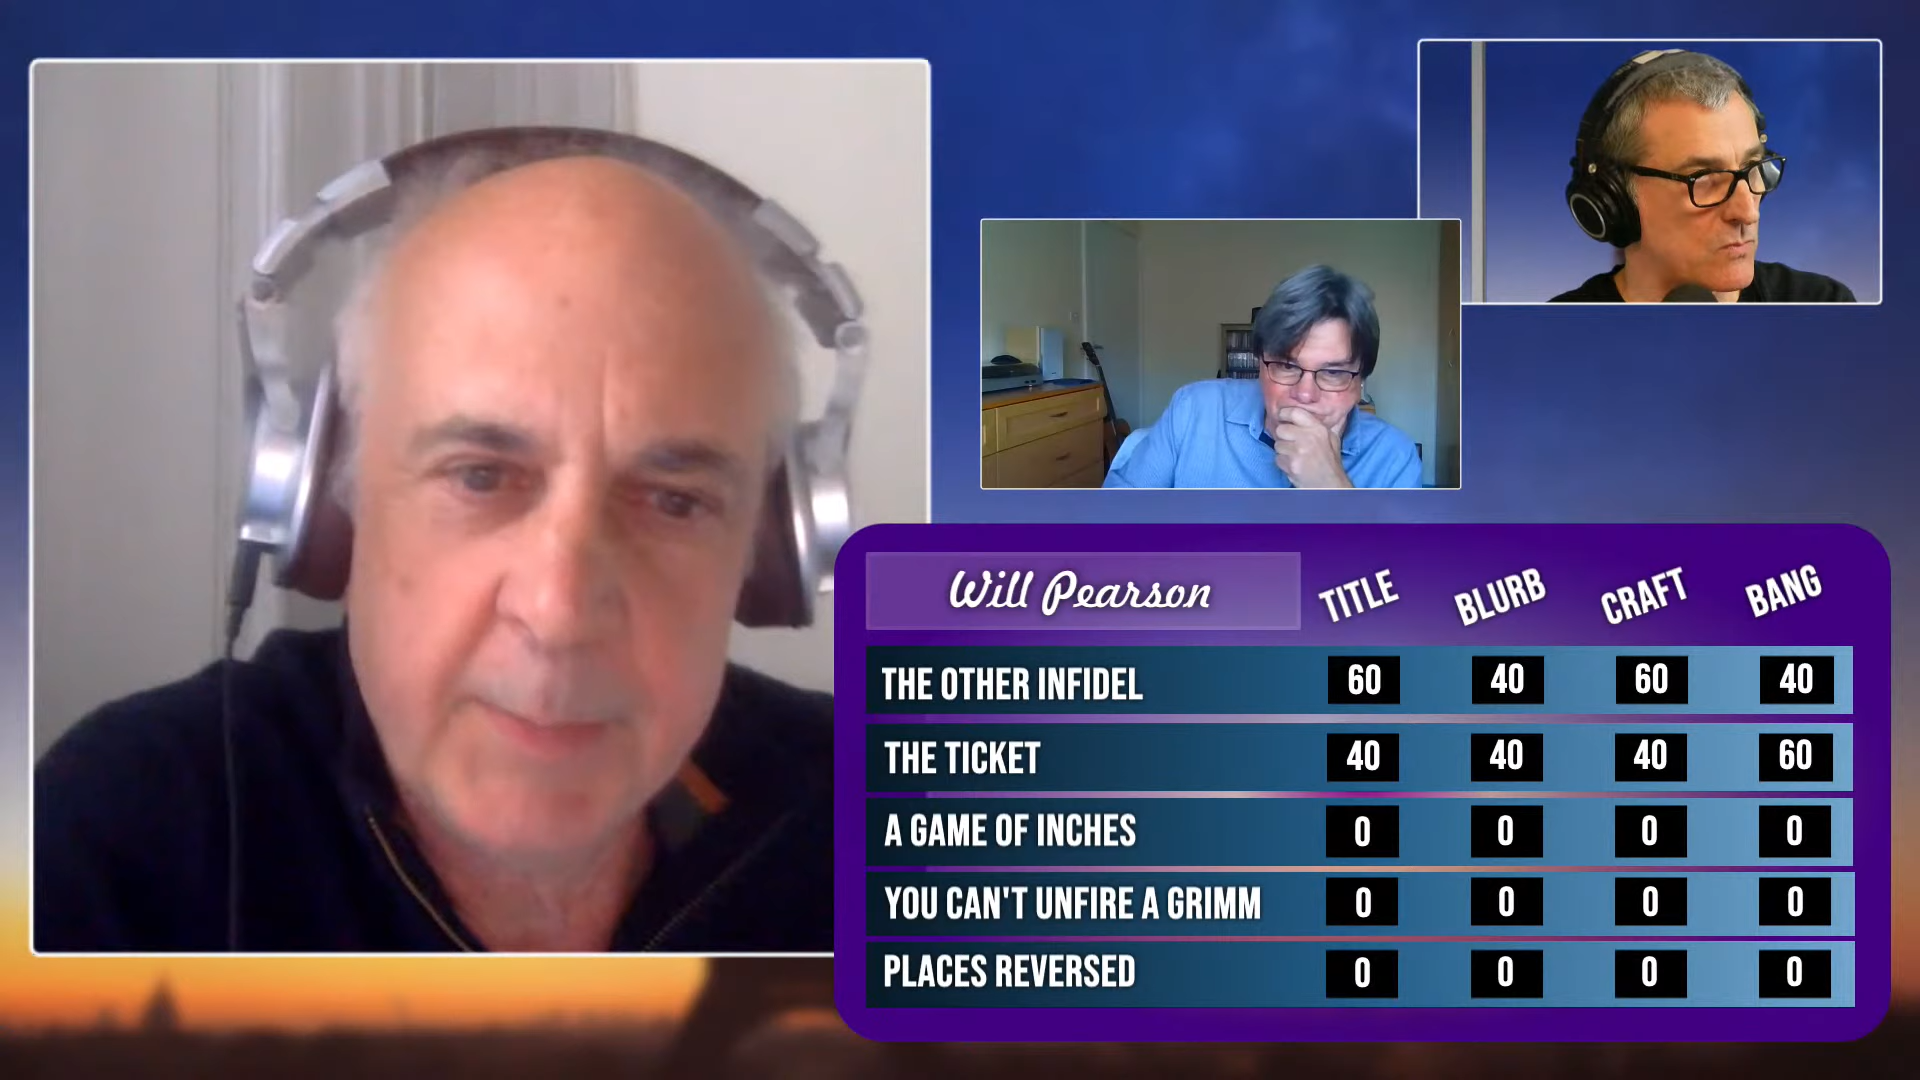 Will Pearson TITLE BLURB CRAFT BANG
THE OTHER INFIDEL 60 40 60 40
THE TICKET 40 40 40 60
A GAME OF INCHES 0 0 0 0
YOU CAN'T UNFIRE A GRIMM 0 0 0 0
PLACES REVERSED 0 0 0 0